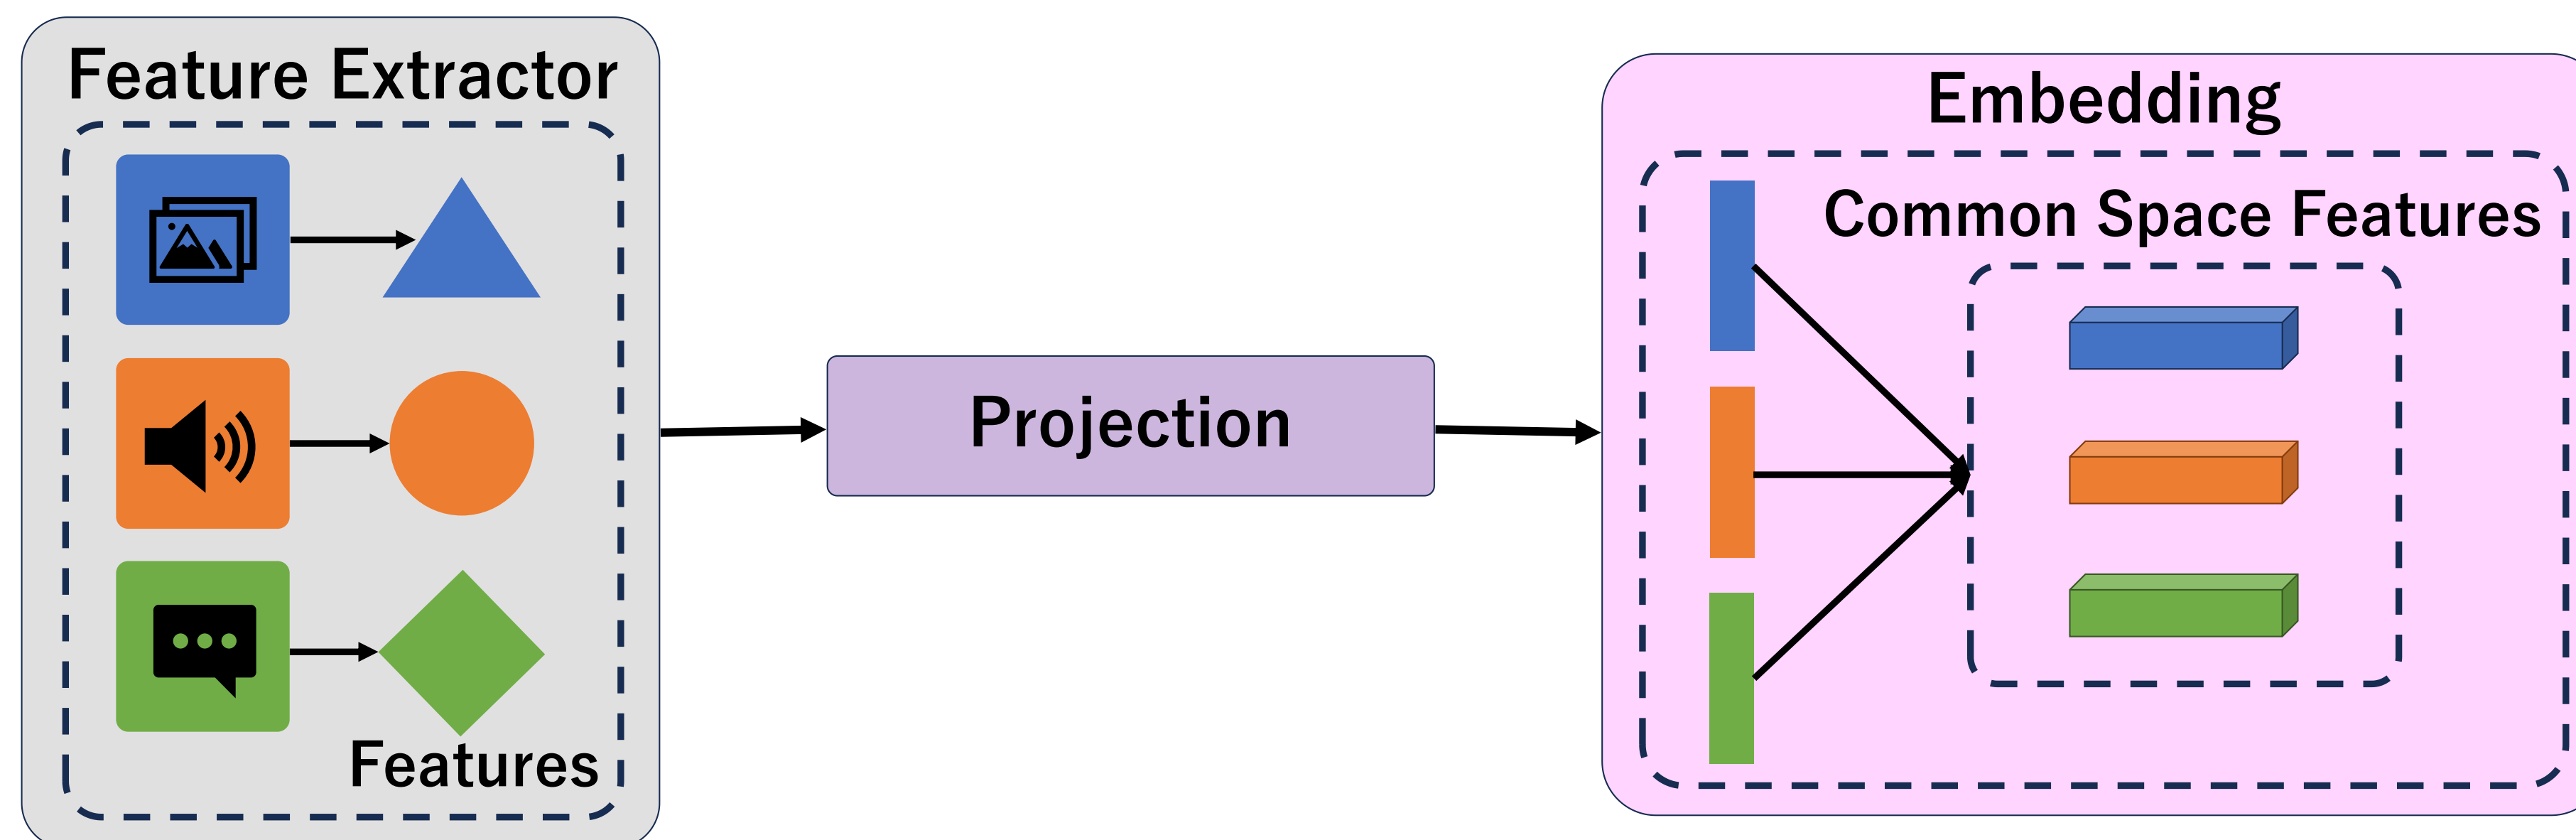 Feature Extractor
Features
Projection
Embedding
Common Space Features